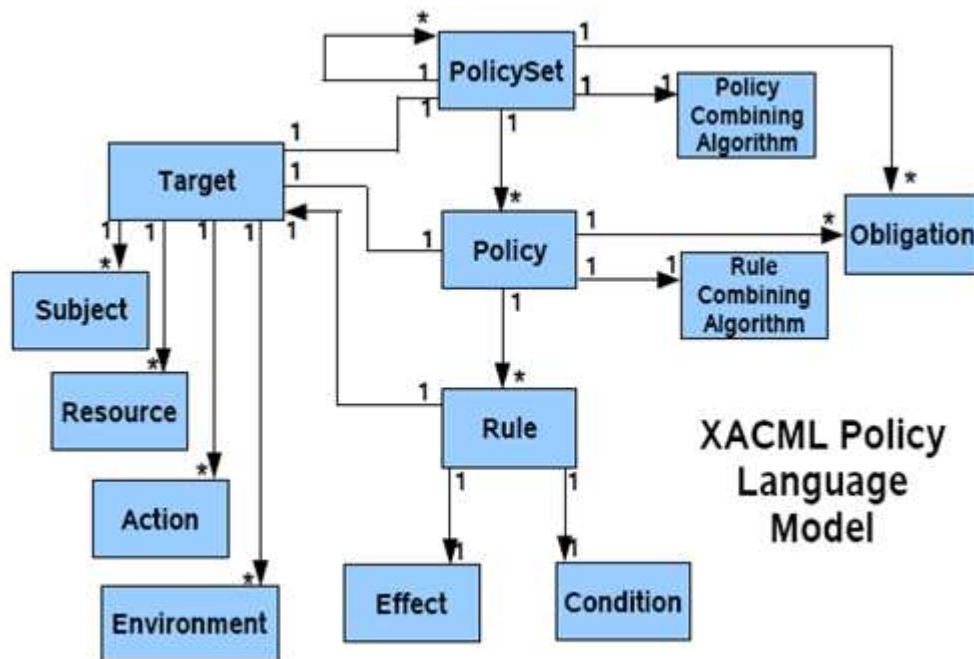 *
1
PolicySet
1
1
1
1
1
Policy
Combining
Algorithm
1
1
Target
1
1
1
1
1
1
*
Subject
*
Resource
*
Action
*
Environment
*
Policy
1
1
1
1
*
*
Obligation
1
Rule
Combining
Algorithm
1
*
Rule
1
1
1
Effect
1
Condition
XACML Policy
Language
Model